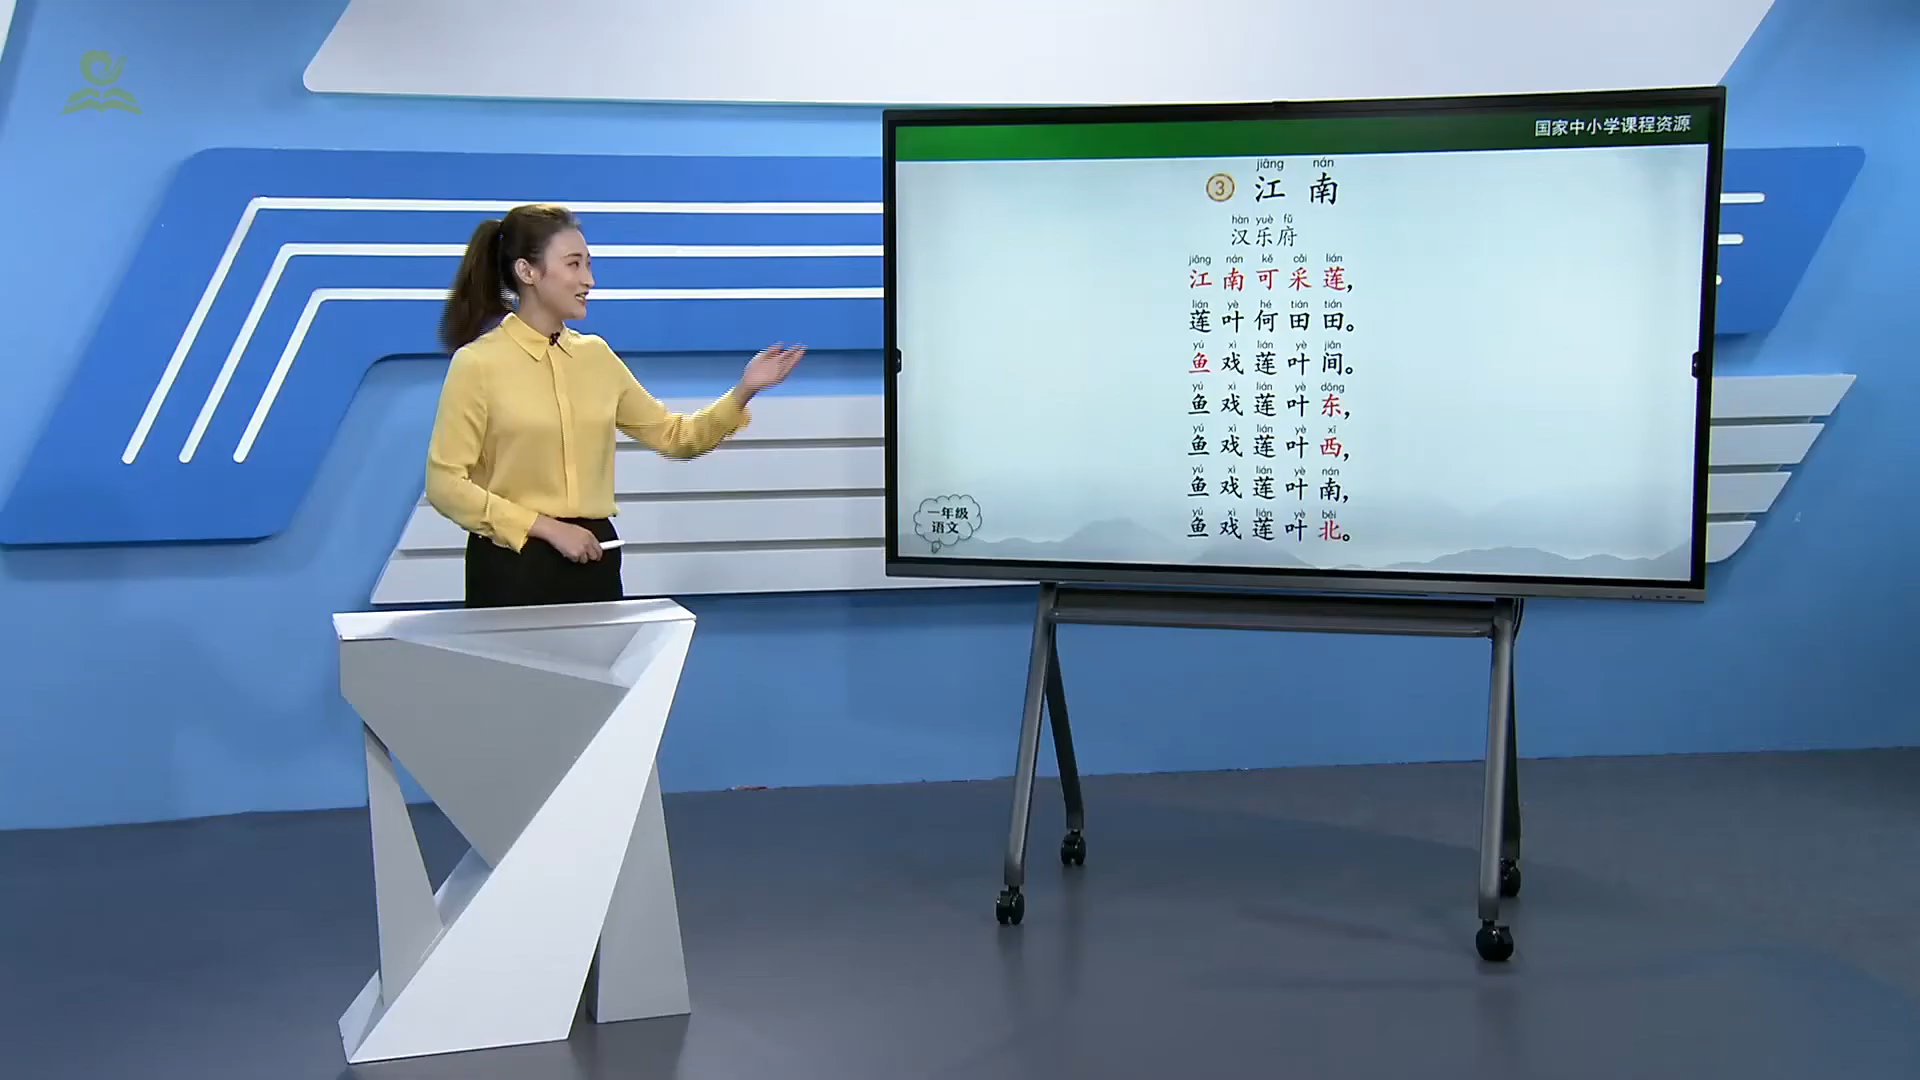 国家中小学课程资源
jiāng nán
③ 江 南
hàn yuè fǔ
汉乐府
jiāng nán kě cǎi lián
江南可采莲，
lián yè hé tián tián
莲叶何田田。
yú xì lián yè jiān
鱼戏莲叶间。
yú xì lián yè dōng
鱼戏莲叶东，
yú xì lián yè xī
鱼戏莲叶西，
yú xì lián yè nán
鱼戏莲叶南，
yú xì lián yè běi
鱼戏莲叶北。
一年级
语文